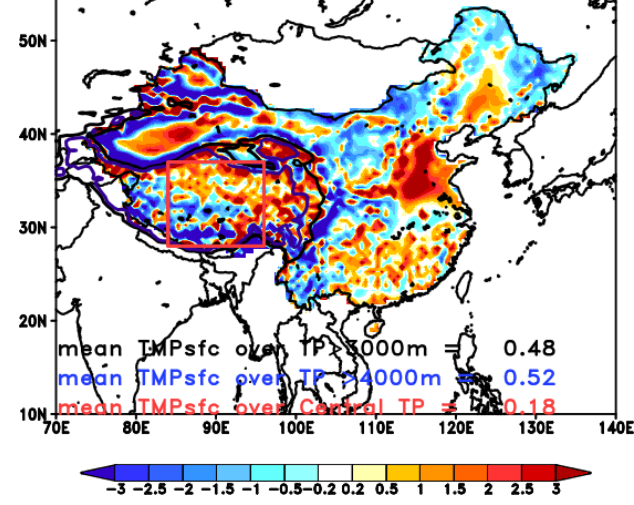 50N
40N
30N
20N
mean TMPsfc over TP>3000m = 0.48
mean TMPsfc over TP >4000m = 0.52
mean TMPsfc over Central TP = 0.18
10N
70E 80E 90E 100E 110E 120E 130E 140E
-3 -2.5 -2 -1.5 -1 -0.5 -0.2 0.2 0.5 1 1.5 2 2.5 3